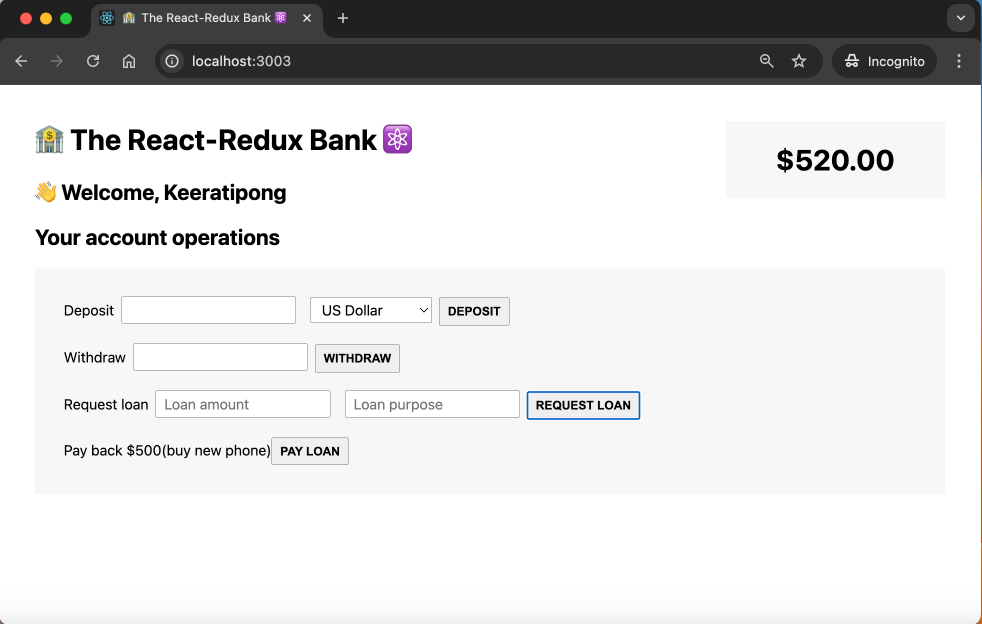 🏦 The React-Redux Bank ⚛️
localhost:3003
Incognito
🏦 The React-Redux Bank ⚛️
$520.00
👋 Welcome, Keeratipong
Your account operations
Deposit US Dollar DEPOSIT
Withdraw WITHDRAW
Request loan Loan amount Loan purpose REQUEST LOAN
Pay back $500(buy new phone) PAY LOAN